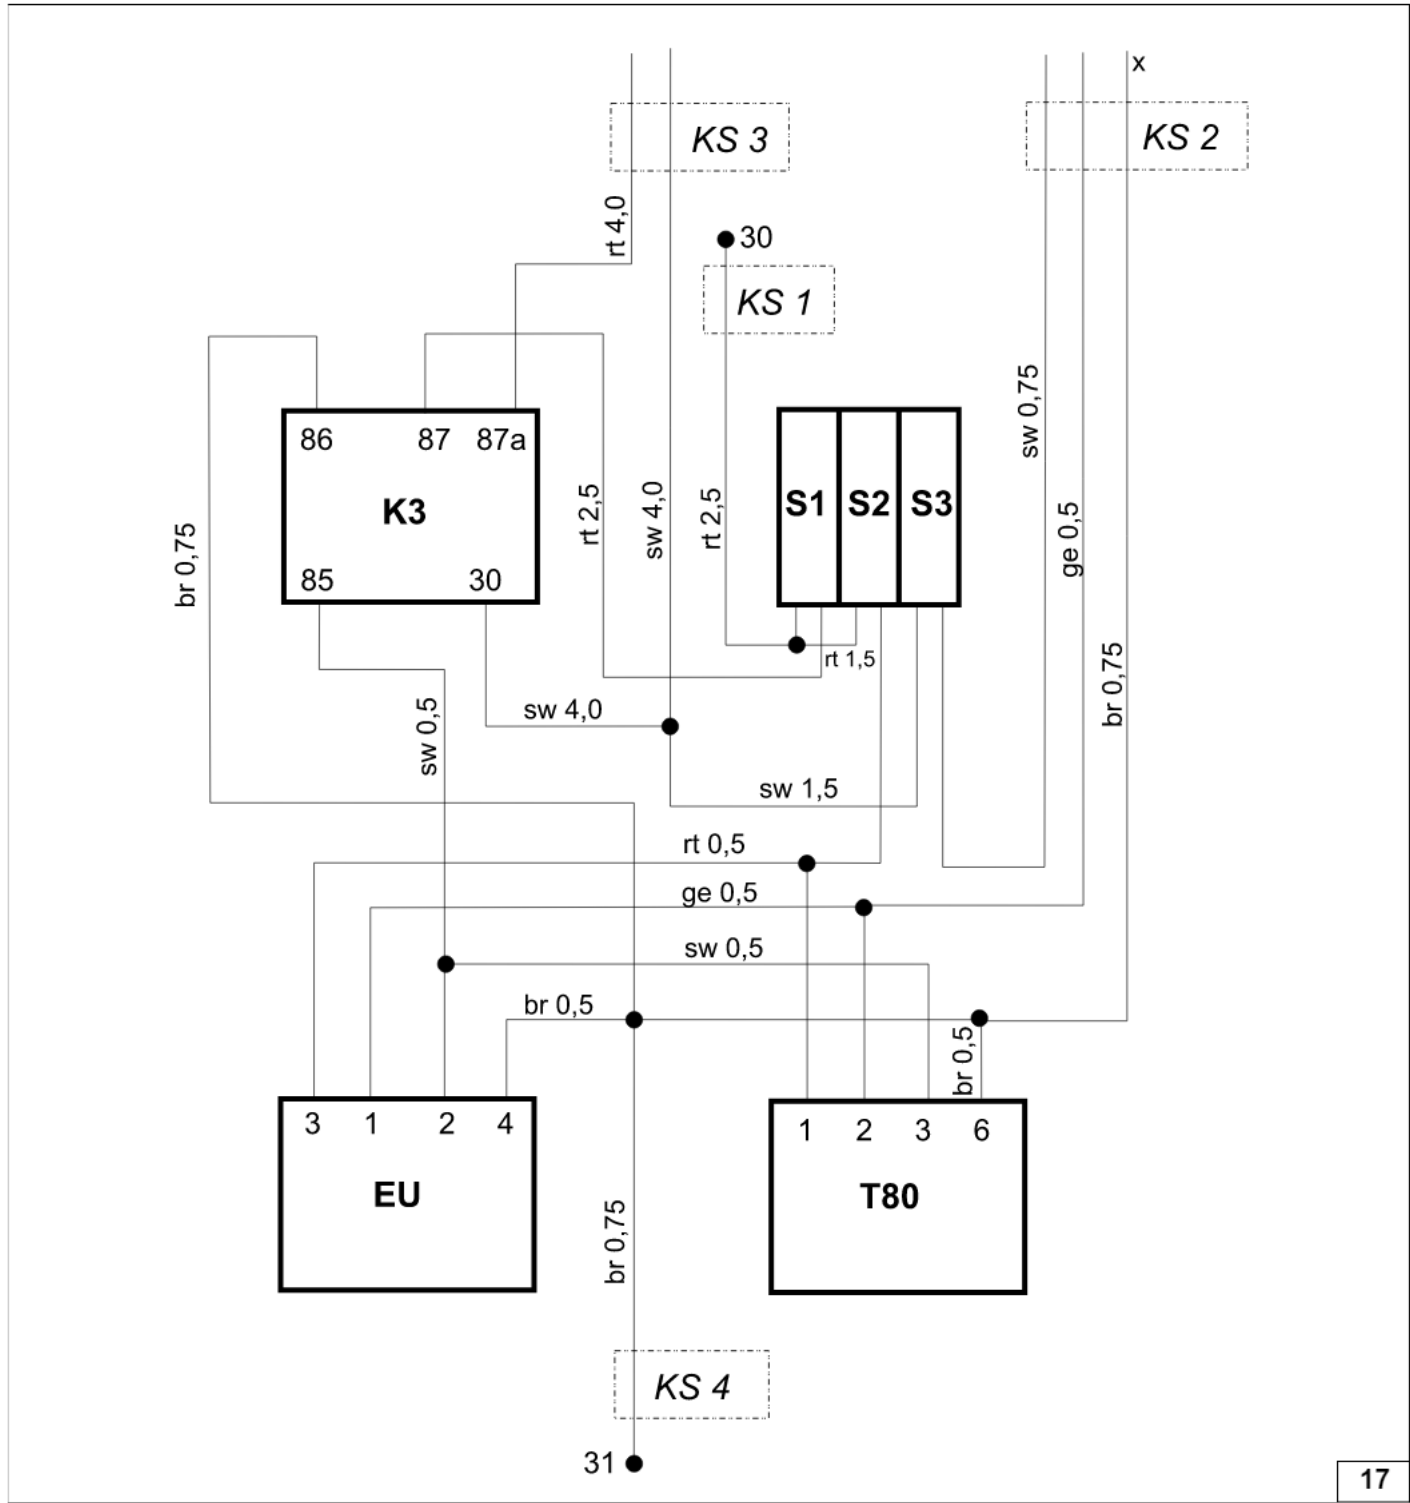 x
KS 3
KS 2
rt 4,0
30
KS 1
sw 0,75
86 87 87a
K3
85 30
br 0,75
rt 2,5
sw 4,0
rt 2,5
S1 S2 S3
ge 0,5
rt 1,5
br 0,75
sw 0,5
sw 4,0
sw 1,5
rt 0,5
ge 0,5
sw 0,5
br 0,5
br 0,5
3 1 2 4
EU
1 2 3 6
T80
br 0,75
KS 4
31
17